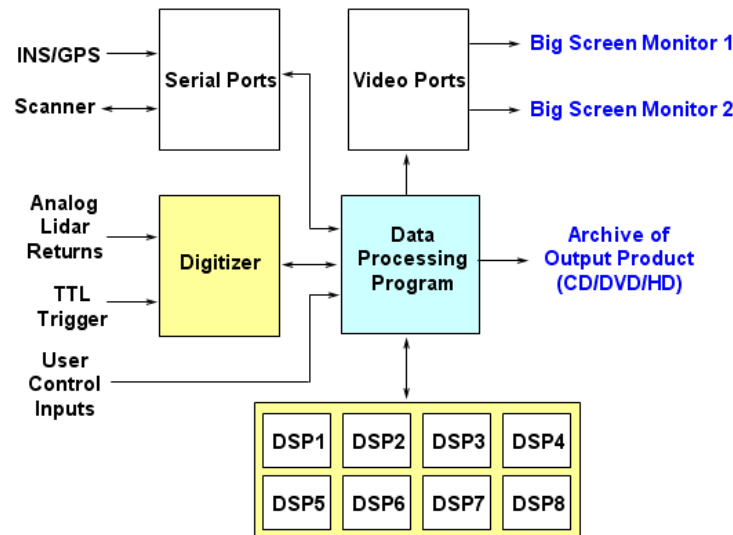 INS/GPS
Scanner
Serial Ports
Video Ports
Big Screen Monitor 1
Big Screen Monitor 2
Analog
Lidar
Returns
TTL
Trigger
Digitizer
Data
Processing
Program
Archive of
Output Product
(CD/DVD/HD)
User
Control
Inputs
DSP1 DSP2 DSP3 DSP4
DSP5 DSP6 DSP7 DSP8